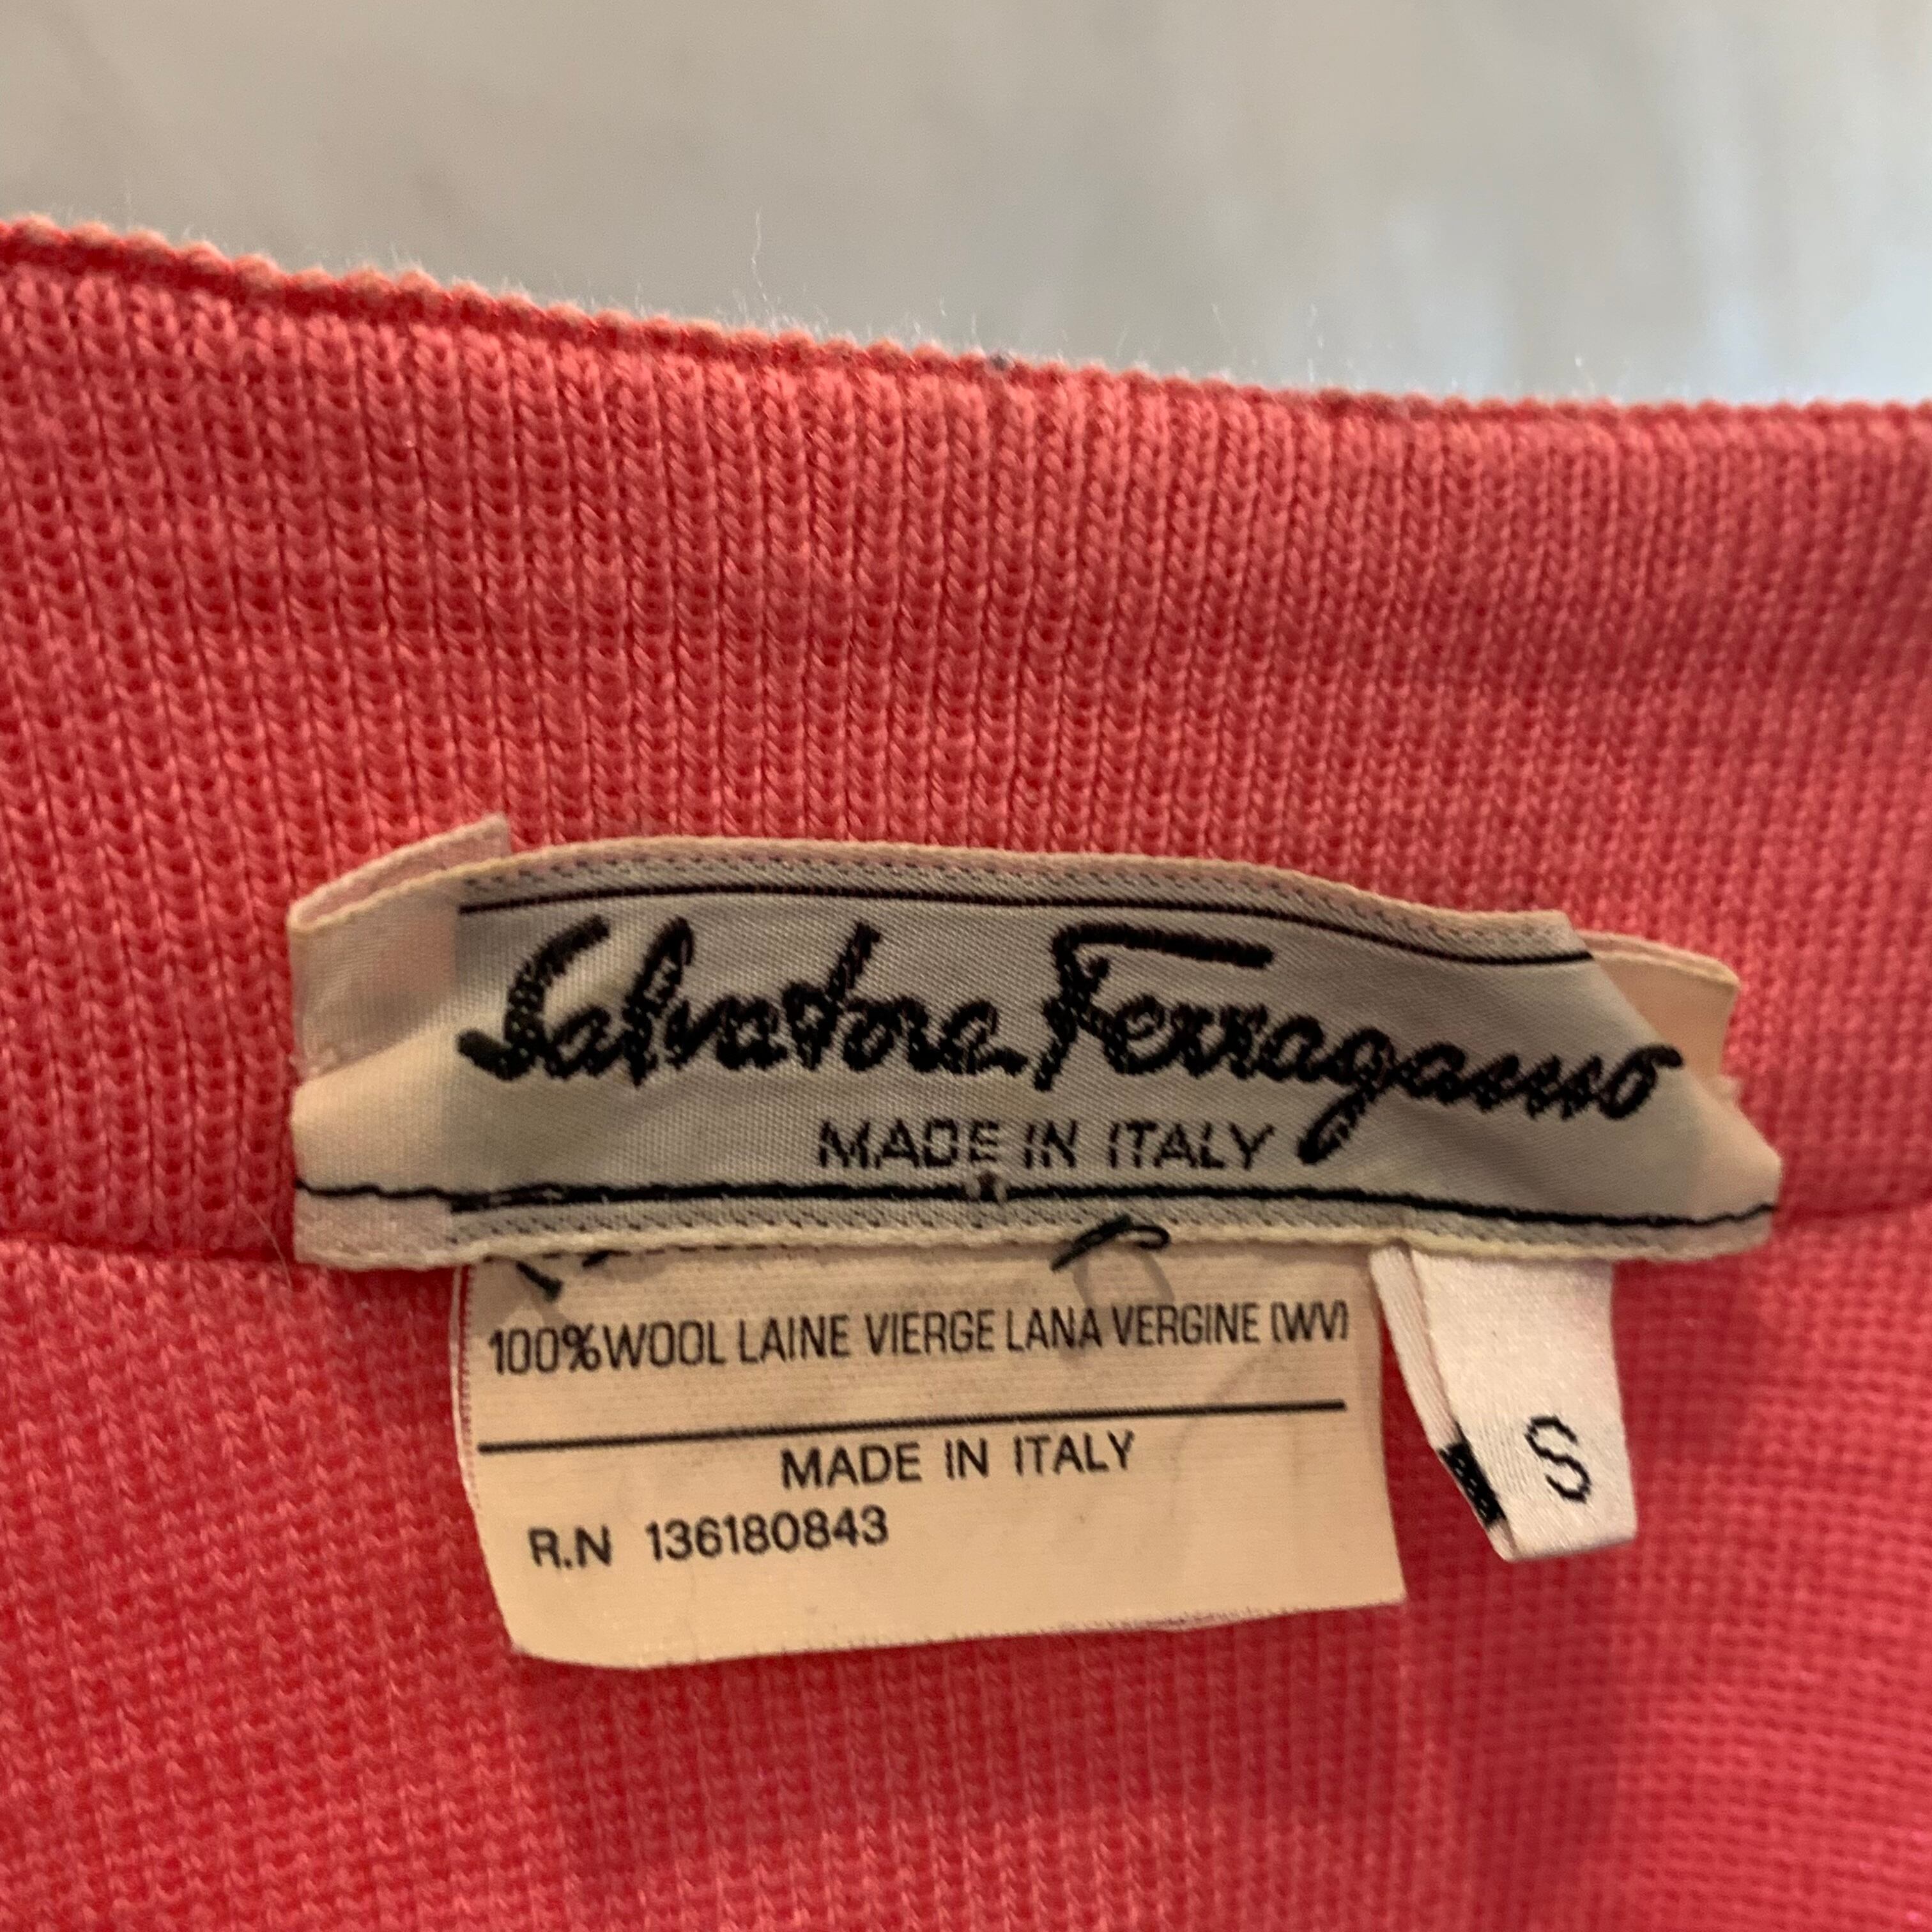 Salvatore Ferragamo
MADE IN ITALY
100%WOOL LAINE VIERGE LANA VERGINE (WV)
MADE IN ITALY
R.N 136180843
S